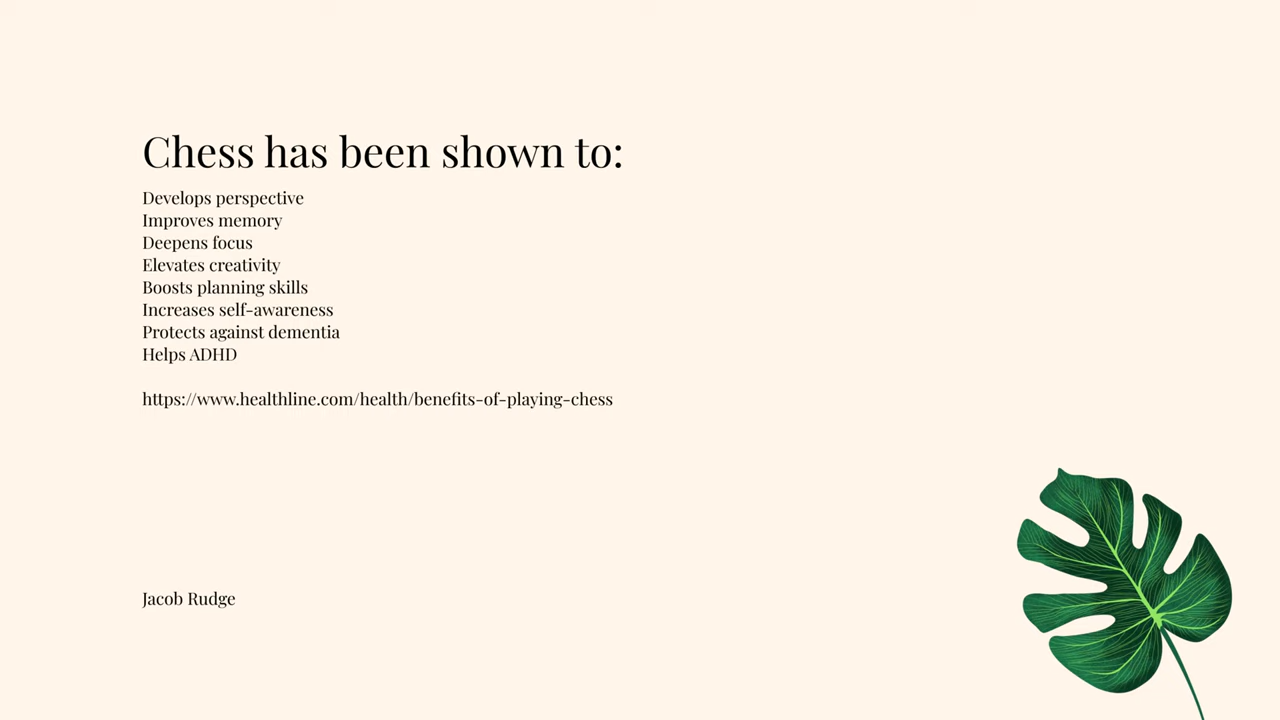 Chess has been shown to:
Develops perspective
Improves memory
Deepens focus
Elevates creativity
Boosts planning skills
Increases self-awareness
Protects against dementia
Helps ADHD
https://www.healthline.com/health/benefits-of-playing-chess
Jacob Rudge